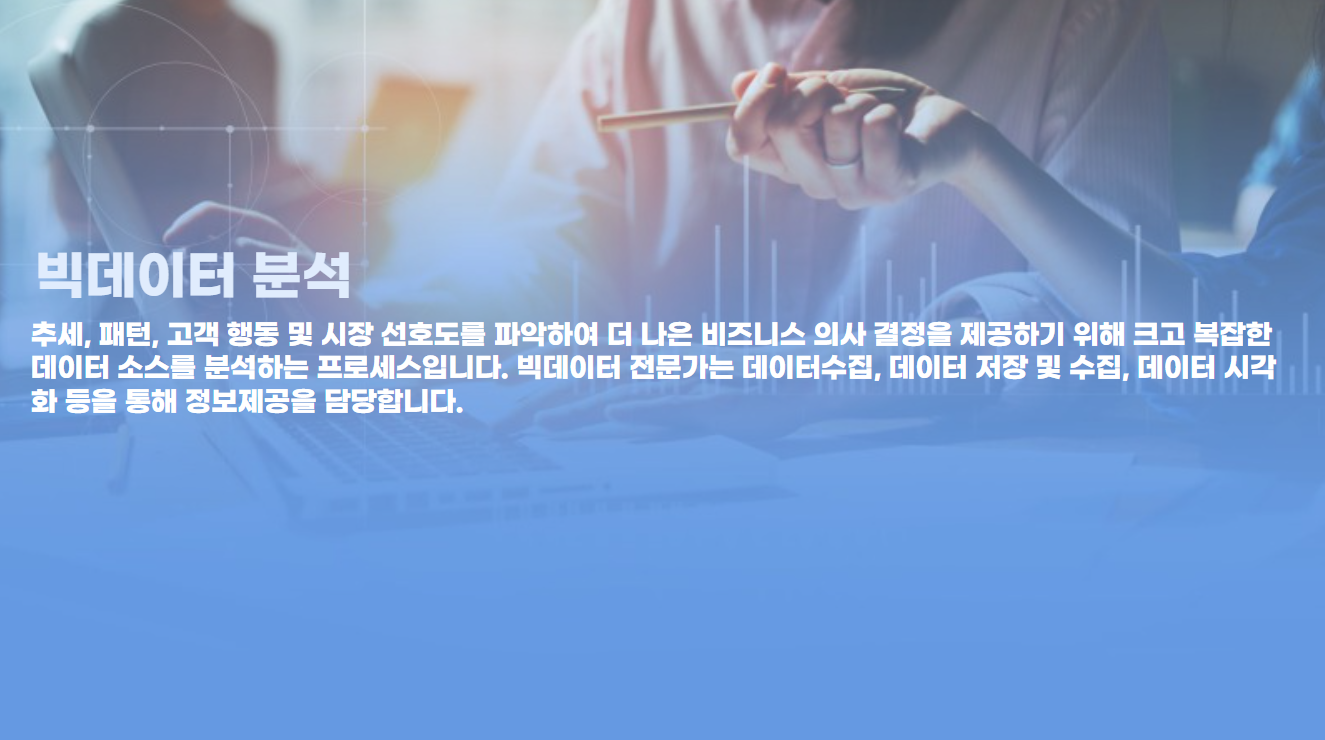 빅데이터 분석
추세, 패턴, 고객 행동 및 시장 선호도를 파악하여 더 나은 비즈니스 의사 결정을 제공하기 위해 크고 복잡한
데이터 소스를 분석하는 프로세스입니다. 빅데이터 전문가는 데이터수집, 데이터 저장 및 수집, 데이터 시각
화 등을 통해 정보제공을 담당합니다.